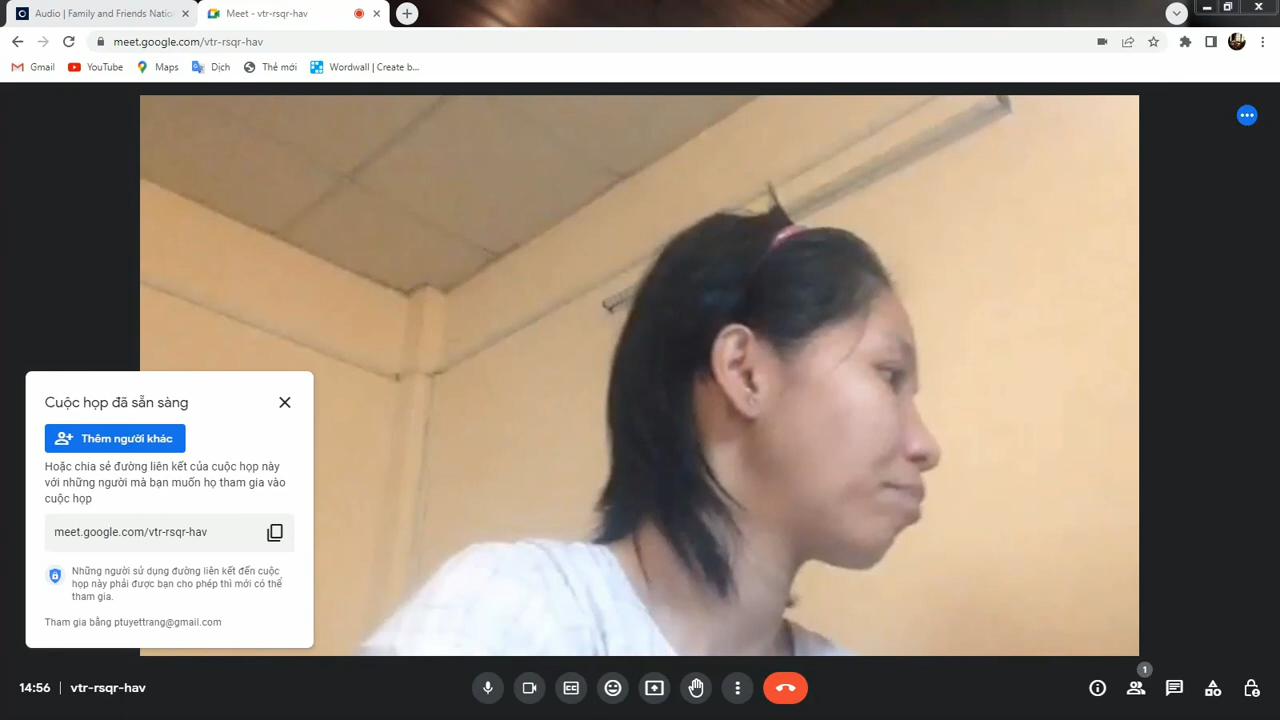 Audio | Family and Friends Natio
Meet - vtr-rsqr-hav
meet.google.com/vtr-rsqr-hav
Gmail YouTube Maps Dịch Thẻ mới Wordwall | Create b...
Cuộc họp đã sẵn sàng
Thêm người khác
Hoặc chia sẻ đường liên kết của cuộc họp này
với những người mà bạn muốn họ tham gia vào
cuộc họp
meet.google.com/vtr-rsqr-hav
Những người sử dụng đường liên kết đến cuộc
họp này phải được bạn cho phép thì mới có thể
tham gia.
Tham gia bằng ptuyettrang@gmail.com
14:56 | vtr-rsqr-hav
CC
1